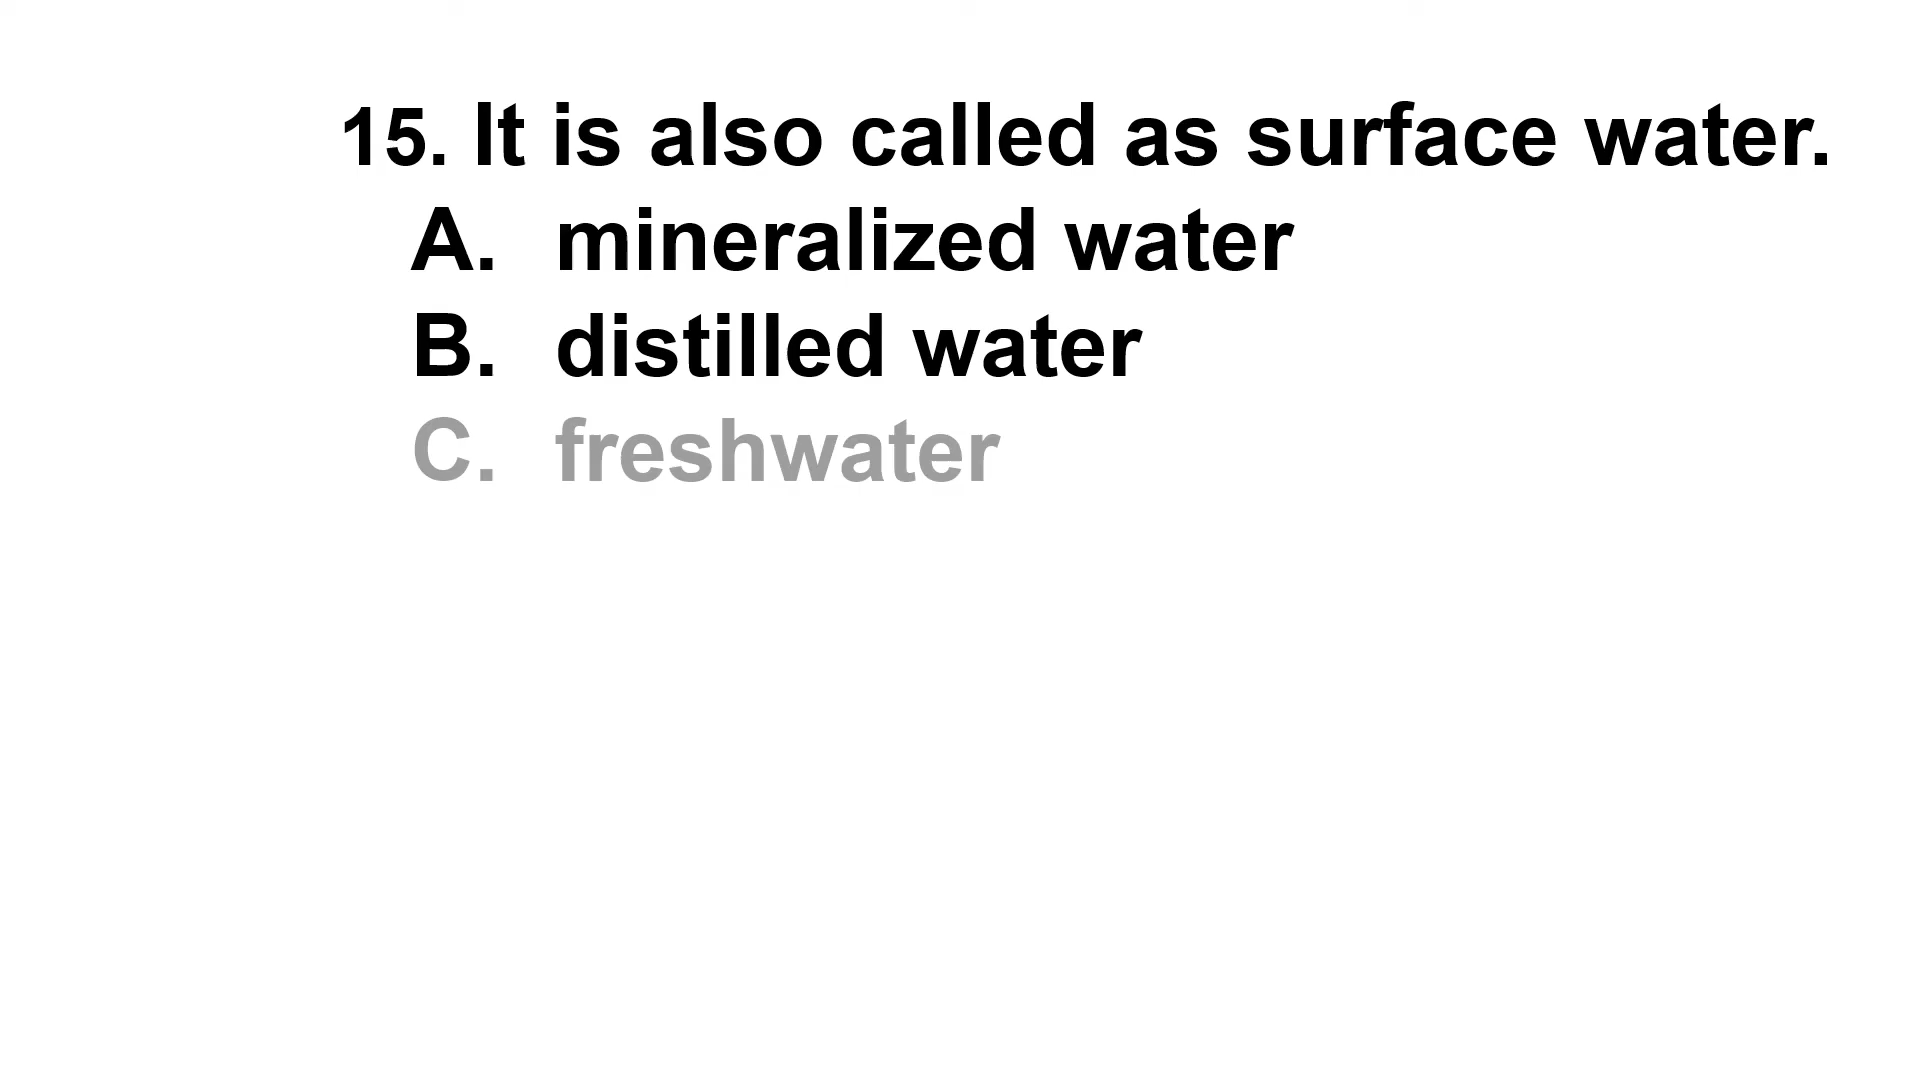 15. It is also called as surface water.
A. mineralized water
B. distilled water
C. freshwater